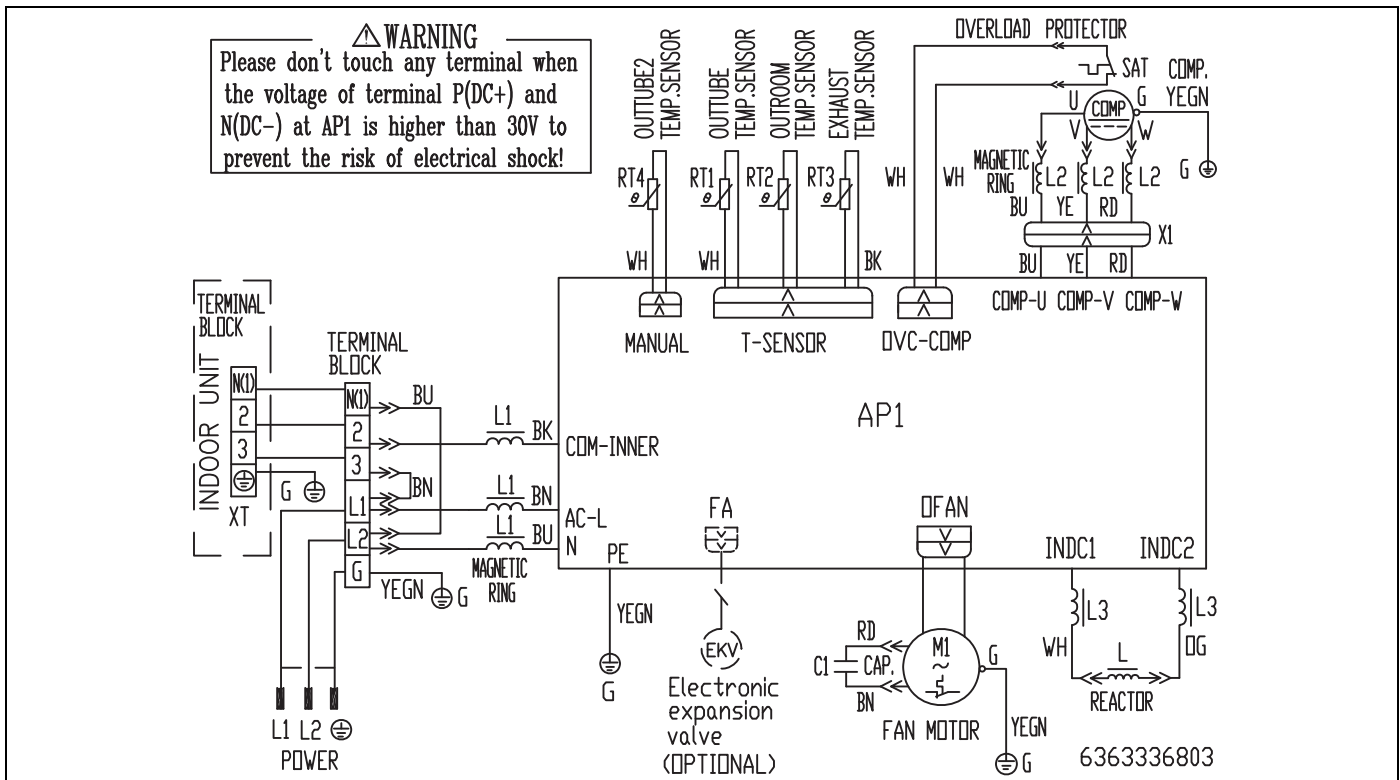 ⚠WARNING
Please don't touch any terminal when
the voltage of terminal P(DC+) and
N(DC-) at AP1 is higher than 30V to
prevent the risk of electrical shock!
OUTTUBE2
TEMP.SENSOR
OUTTUBE
TEMP.SENSOR
OUTROOM
TEMP.SENSOR
EXHAUST
TEMP.SENSOR
OVERLOAD PROTECTOR
SAT
COMP.
YEGN
U
V
W
G
COMP
G
MAGNETIC
RING
L2
L2
L2
BU
YE
RD
X1
BU
YE
RD
RT4
θ
RT1
θ
RT2
θ
RT3
θ
WH
WH
BK
WH
WH
MANUAL
T-SENSOR
OVC-COMP
COMP-U
COMP-V
COMP-W
TERMINAL
BLOCK
INDOOR UNIT
N(1)
2
3
XT
G
TERMINAL
BLOCK
N(1)
2
3
L1
L2
G
BU
BN
YEGN
G
L1
BK
L1
BN
L1
BU
MAGNETIC
RING
COM-INNER
AC-L
N
PE
AP1
YEGN
G
FA
EKV
Electronic
expansion
valve
(OPTIONAL)
OFAN
RD
C1
CAP.
BN
M1
~
G
FAN MOTOR
YEGN
G
INDC1
INDC2
L3
L3
WH
OG
L
REACTOR
L1
L2
POWER
6363336803